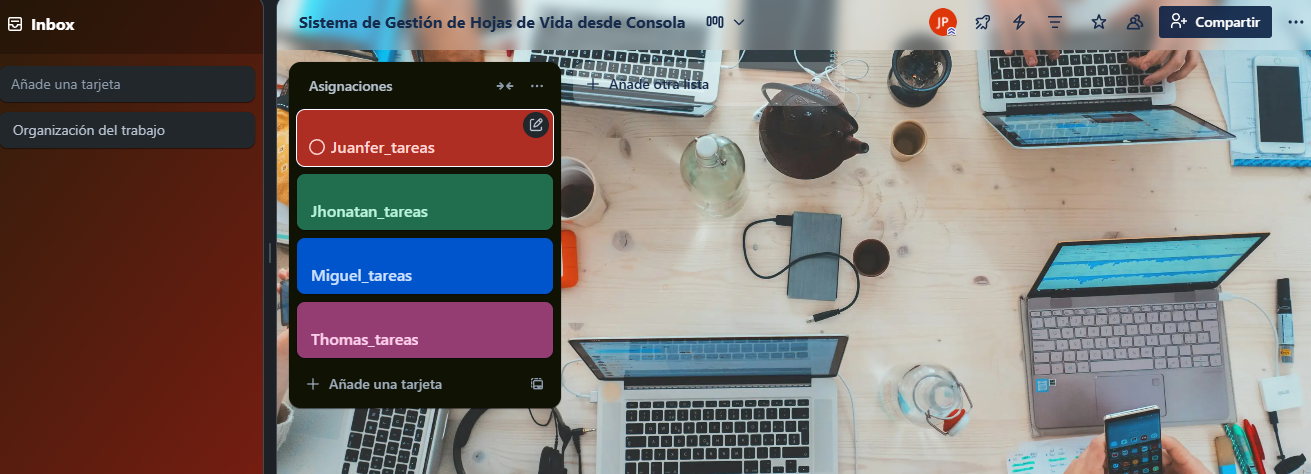 Inbox
Añade una tarjeta
Organización del trabajo
Sistema de Gestión de Hojas de Vida desde Consola
JP
Compartir
Asignaciones
Añade otra lista
Juanfer_tareas
Jhonatan_tareas
Miguel_tareas
Thomas_tareas
Añade una tarjeta